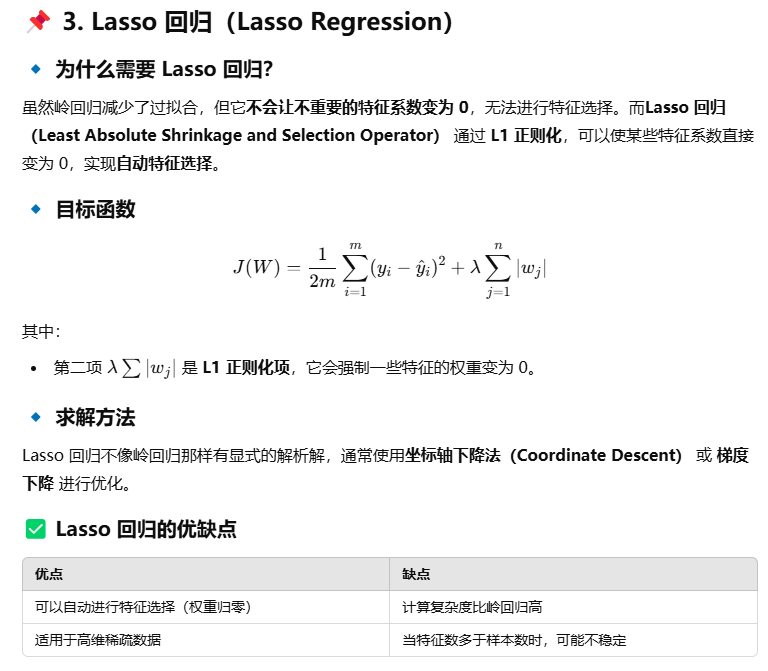 📌 3. Lasso 回归（Lasso Regression）
🔹 为什么需要 Lasso 回归？
虽然岭回归减少了过拟合，但它不会让不重要的特征系数变为 0，无法进行特征选择。而Lasso 回归
（Least Absolute Shrinkage and Selection Operator） 通过 L1 正则化，可以使某些特征系数直接
变为 0，实现自动特征选择。
🔹 目标函数
J(W) = \frac{1}{2m} \sum_{i=1}^{m} (y_i - \hat{y}_i)^2 + λ \sum_{j=1}^{n} |w_j|
其中：
• 第二项 λ∑|w_j| 是 L1 正则化项，它会强制一些特征的权重变为 0。
🔹 求解方法
Lasso 回归不像岭回归那样有显式的解析解，通常使用坐标轴下降法（Coordinate Descent） 或 梯度
下降 进行优化。
✅ Lasso 回归的优缺点
优点 缺点
可以自动进行特征选择（权重归零） 计算复杂度比岭回归高
适用于高维稀疏数据 当特征数多于样本数时，可能不稳定